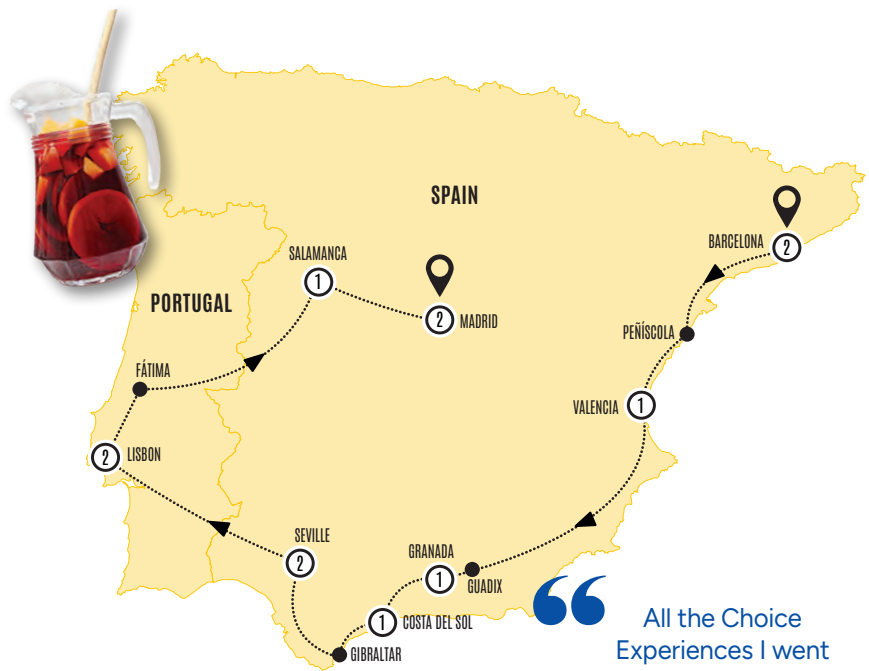 SPAIN
BARCELONA
2
SALAMANCA
1
PORTUGAL
2
MADRID
PEÑÍSCOLA
FÁTIMA
VALENCIA
1
2
LISBON
SEVILLE
2
GRANADA
1
GUADIX
1
COSTA DEL SOL
GIBRALTAR
“
All the Choice
Experiences I went